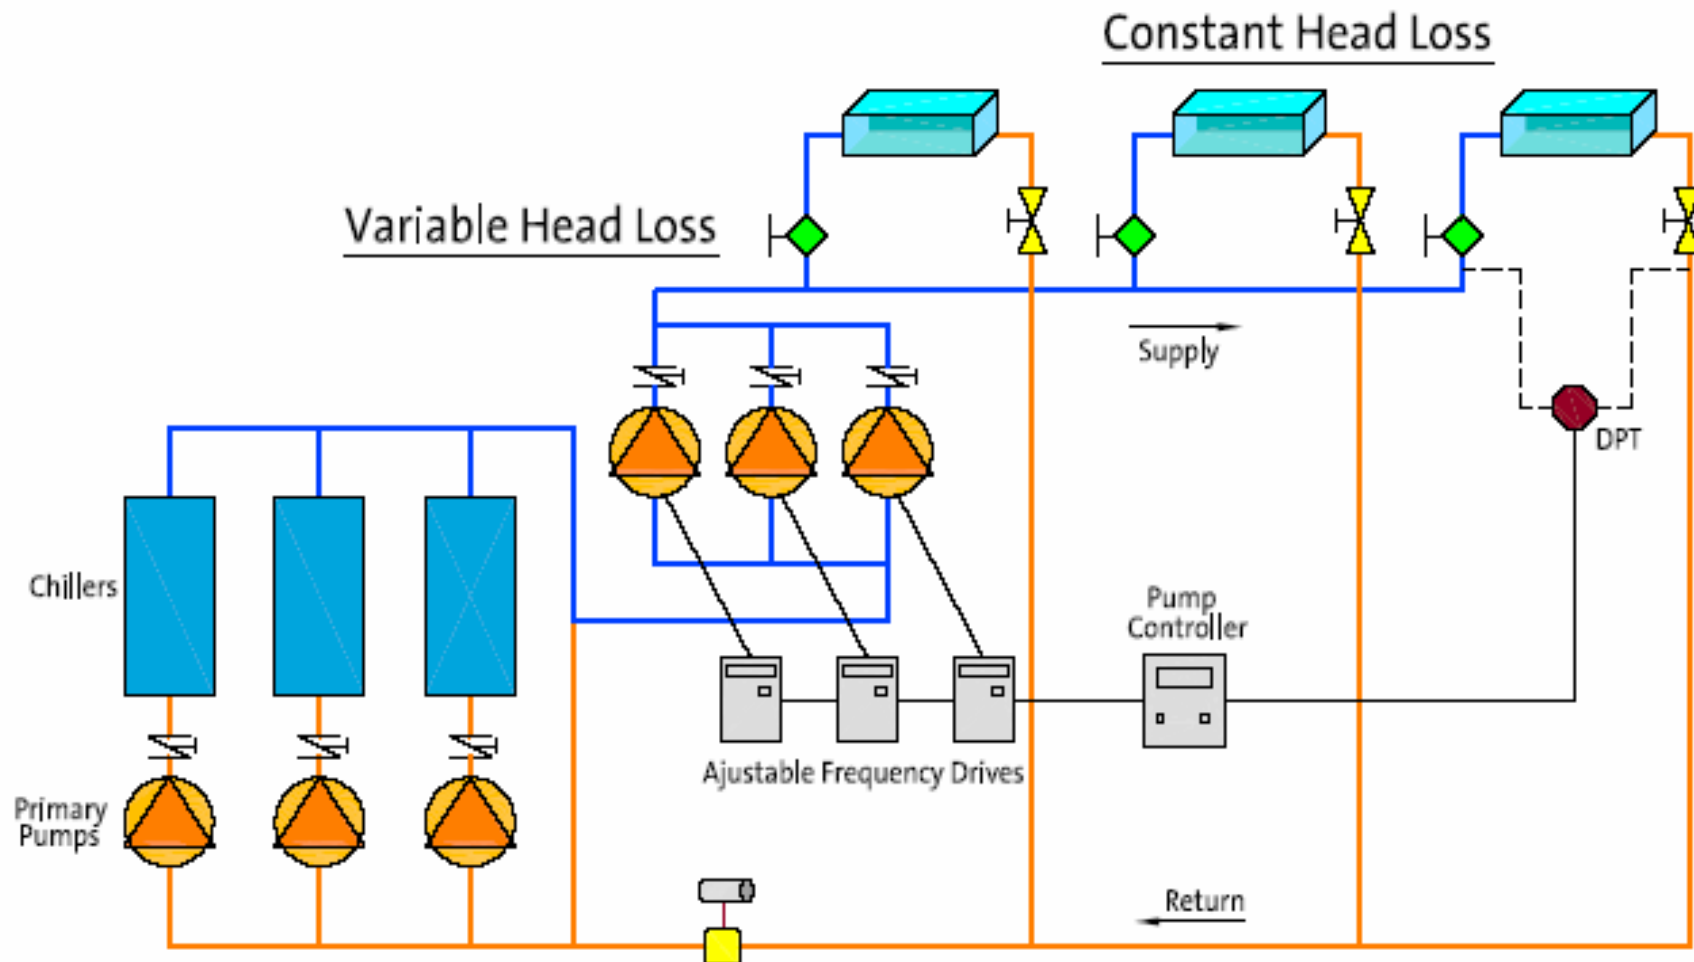 Constant Head Loss
Variable Head Loss
Supply
DPT
Chillers
Pump
Controller
Ajustable Frequency Drives
Primary
Pumps
Return